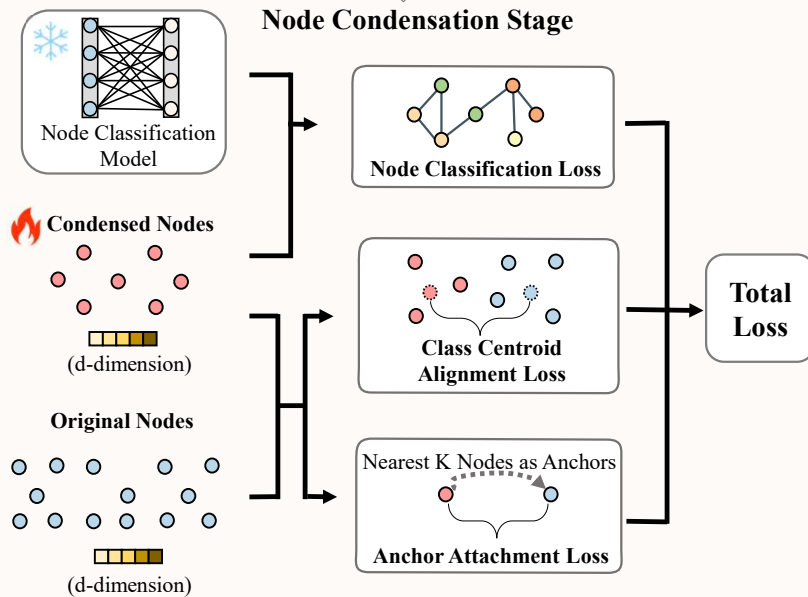 Node Condensation Stage
Node Classification
Model
Node Classification Loss
Condensed Nodes
(d-dimension)
Class Centroid
Alignment Loss
Total
Loss
Original Nodes
(d-dimension)
Nearest K Nodes as Anchors
Anchor Attachment Loss